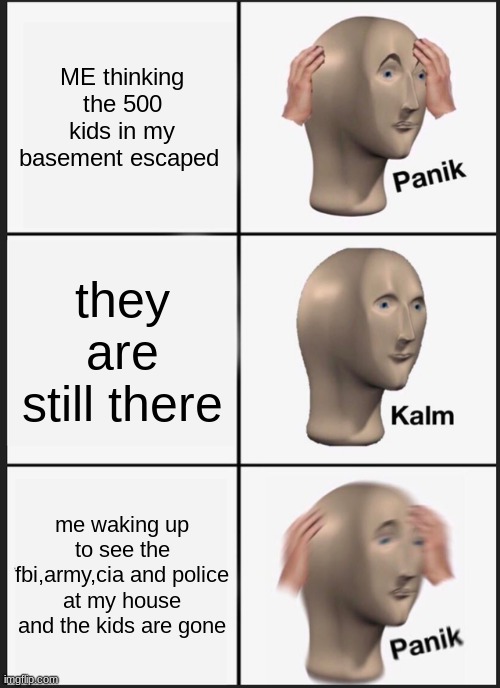 ME thinking
the 500
kids in my
basement escaped
Panik
they
are
still there
Kalm
me waking up
to see the
fbi,army,cia and police
at my house
and the kids are gone
Panik
imgflip.com